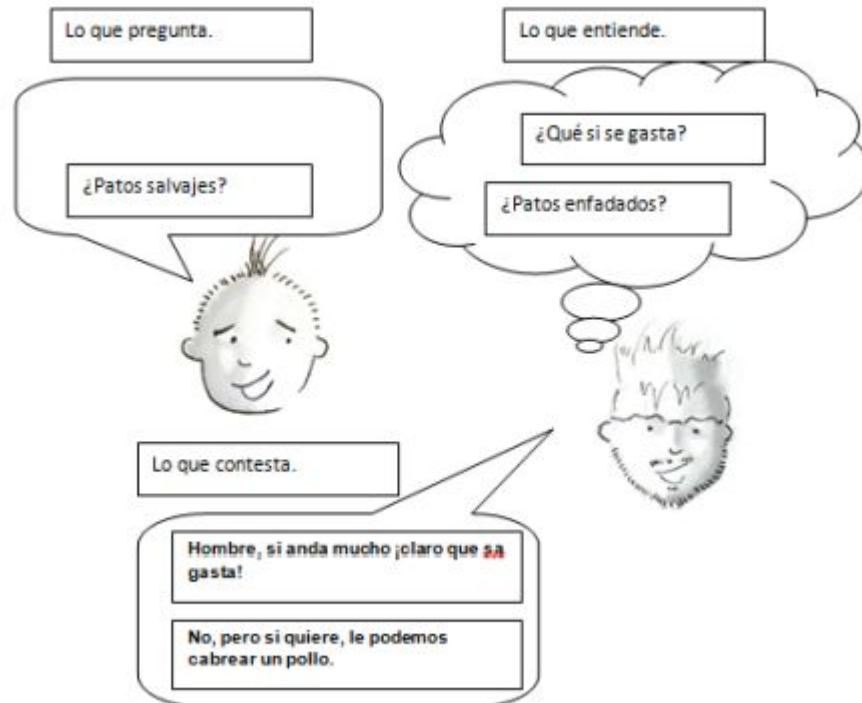 Lo que pregunta.
Lo que entiende.
¿Patos salvajes?
¿Qué si se gasta?
¿Patos enfadados?
Lo que contesta.
Hombre, si anda mucho ¡claro que sa
gasta!
No, pero si quiere, le podemos
cabrear un pollo.